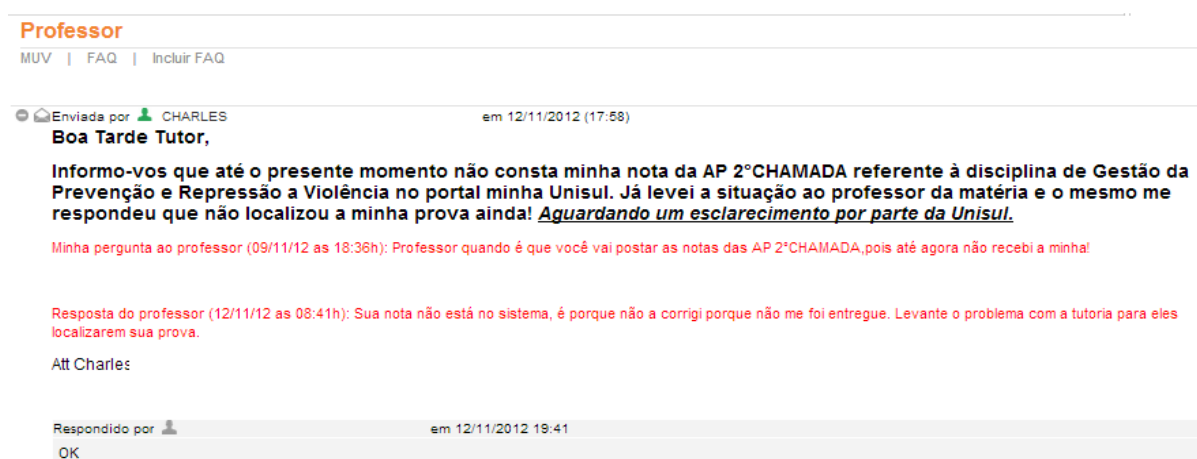 Professor
MUV | FAQ | Incluir FAQ
Enviada por CHARLES em 12/11/2012 (17:58)
Boa Tarde Tutor,
Informo-vos que até o presente momento não consta minha nota da AP 2°CHAMADA referente à disciplina de Gestão da
Prevenção e Repressão a Violência no portal minha Unisul. Já levei a situação ao professor da matéria e o mesmo me
respondeu que não localizou a minha prova ainda! Aguardando um esclarecimento por parte da Unisul.
Minha pergunta ao professor (09/11/12 as 18:36h): Professor quando é que você vai postar as notas das AP 2°CHAMADA,pois até agora não recebi a minha!
Resposta do professor (12/11/12 as 08:41h): Sua nota não está no sistema, é porque não a corrigi porque não me foi entregue. Levante o problema com a tutoria para eles
localizarem sua prova.
Att Charles
Respondido por em 12/11/2012 19:41
OK